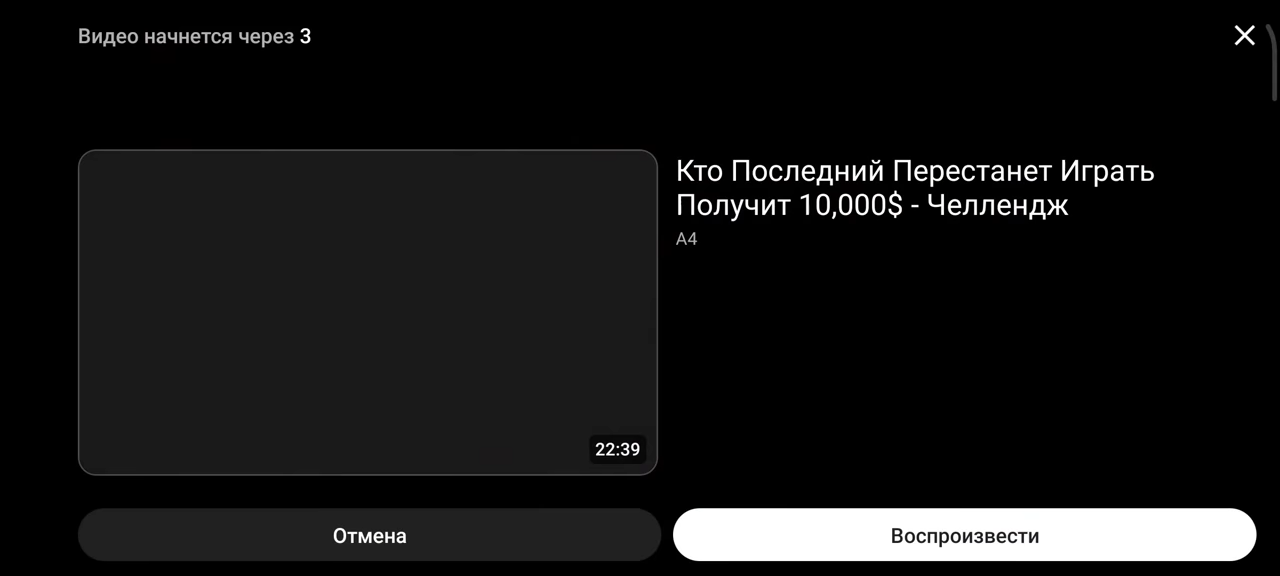 Видео начнется через 3
Кто Последний Перестанет Играть
Получит 10,000$ - Челлендж
A4
22:39
Отмена
Воспроизвести